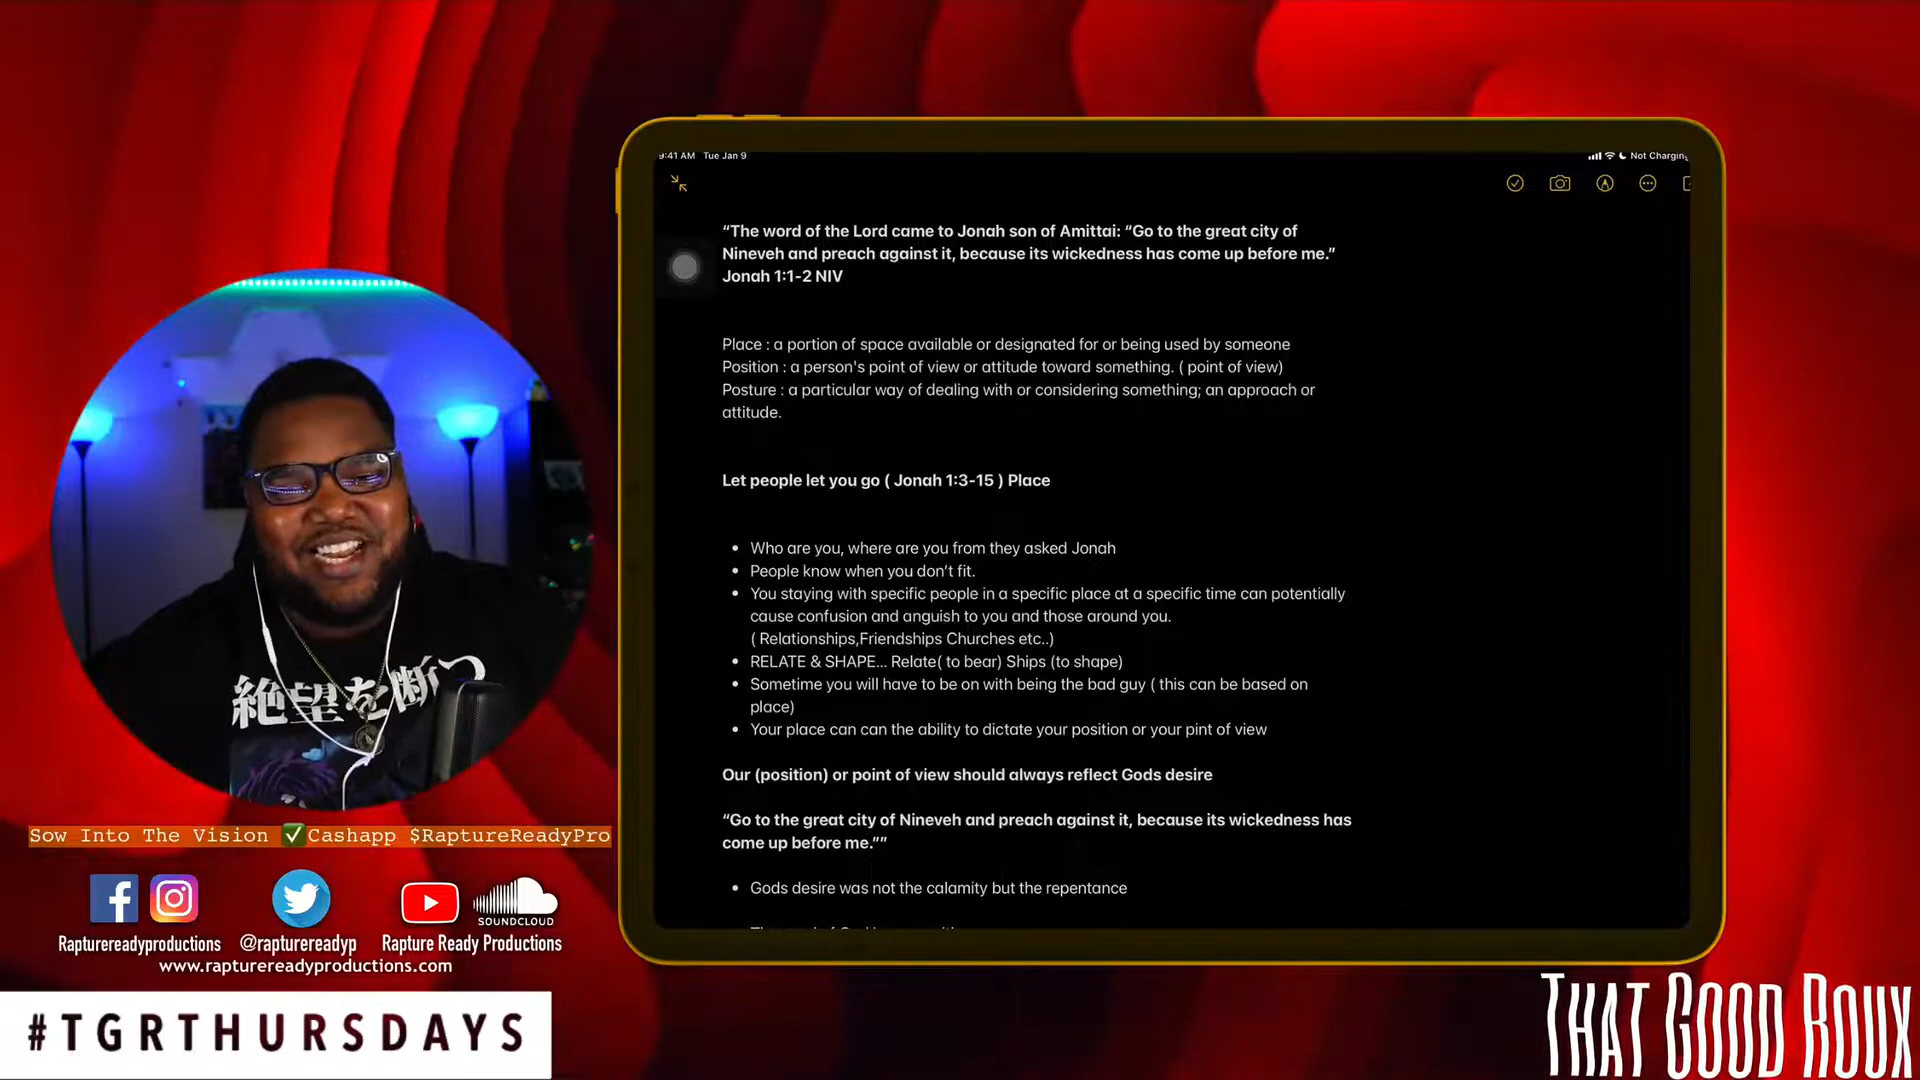 9:41 AM Tue Jan 9
Not Charging
“The word of the Lord came to Jonah son of Amittai: “Go to the great city of
Nineveh and preach against it, because its wickedness has come up before me.”
Jonah 1:1-2 NIV
Place : a portion of space available or designated for or being used by someone
Position : a person's point of view or attitude toward something. ( point of view)
Posture : a particular way of dealing with or considering something; an approach or
attitude.
Let people let you go ( Jonah 1:3-15 ) Place
• Who are you, where are you from they asked Jonah
• People know when you don’t fit.
• You staying with specific people in a specific place at a specific time can potentially
cause confusion and anguish to you and those around you.
( Relationships,Friendships Churches etc..)
• RELATE & SHAPE... Relate( to bear) Ships (to shape)
• Sometime you will have to be on with being the bad guy ( this can be based on
place)
• Your place can can the ability to dictate your position or your pint of view
Our (position) or point of view should always reflect Gods desire
“Go to the great city of Nineveh and preach against it, because its wickedness has
come up before me.””
• Gods desire was not the calamity but the repentance
絶望を断つ
Sow Into The Vision ✅Cashapp $RaptureReadyPro
SOUNDCLOUD
Rapturereadyproductions @rapturereadyp Rapture Ready Productions
www.rapturereadyproductions.com
#TGRTHURSDAYS
THAT GOOD ROUX